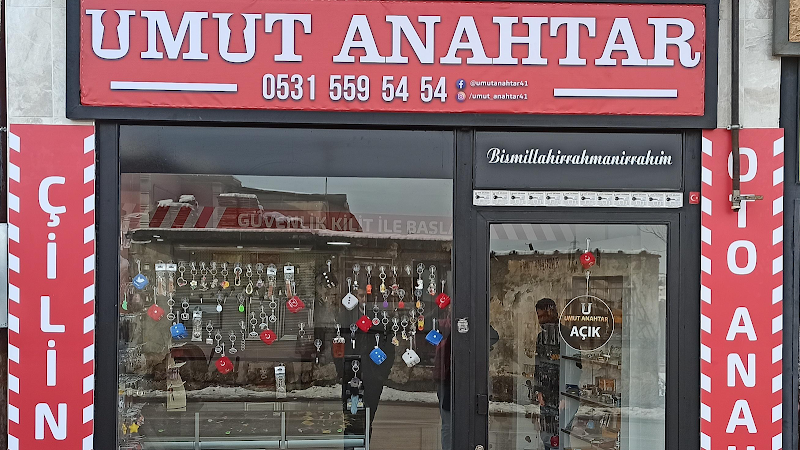 UMUT ANAHTAR
0531 559 54 54
@umutanahtar41
/umut_anahtar41
Bismillahirrahmanirrahim
GÜVENLİK KİLİT İLE BAŞLA
ÇİLİN
OTO ANAH
UMUT ANAHTAR
AÇIK